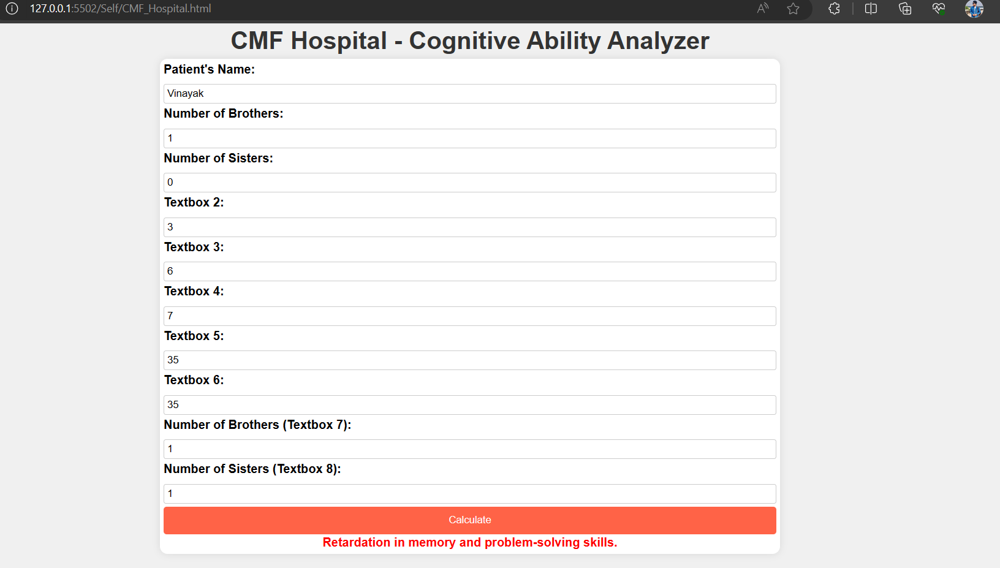 127.0.0.1:5502/Self/CMF_Hospital.html
CMF Hospital - Cognitive Ability Analyzer
Patient's Name:
Vinayak
Number of Brothers:
1
Number of Sisters:
0
Textbox 2:
3
Textbox 3:
6
Textbox 4:
7
Textbox 5:
35
Textbox 6:
35
Number of Brothers (Textbox 7):
1
Number of Sisters (Textbox 8):
1
Calculate
Retardation in memory and problem-solving skills.